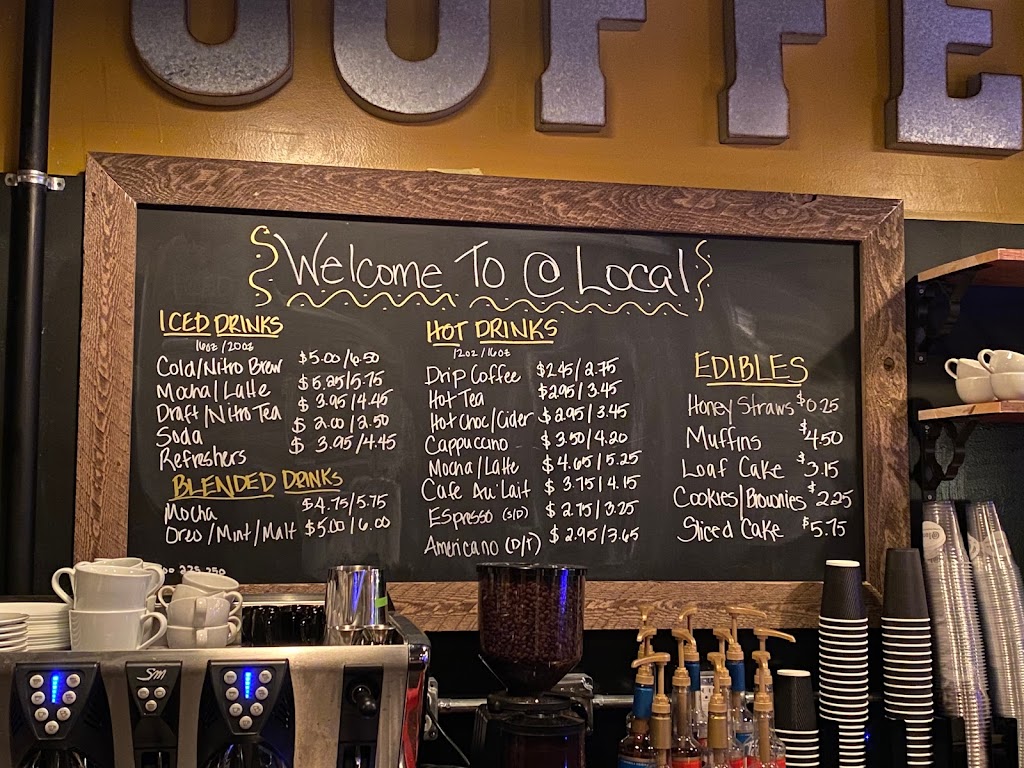 COFFE
Welcome To @ Local
ICED DRINKS
16oz / 20oz
Cold/Nitro Brew $5.00/6.50
Mocha/Latte $5.25/5.75
Draft/Nitro Tea $3.95/4.45
Soda $2.00/2.50
Refreshers $3.95/4.45
BLENDED DRINKS
Mocha $4.75/5.75
Oreo/Mint/Malt $5.00/6.00
HOT DRINKS
12oz / 16oz
Drip Coffee $2.45/2.75
Hot Tea $2.95/3.45
Hot Choc/Cider $2.95/3.45
Cappuccino $3.50/4.20
Mocha/Latte $4.65/5.25
Cafe Au Lait $3.75/4.15
Espresso (S/D) $2.75/3.25
Americano (D/T) $2.95/3.65
EDIBLES
Honey Straws $0.25
Muffins $4.50
Loaf Cake $3.15
Cookies/Brownies $2.25
Sliced Cake $5.75
Sm